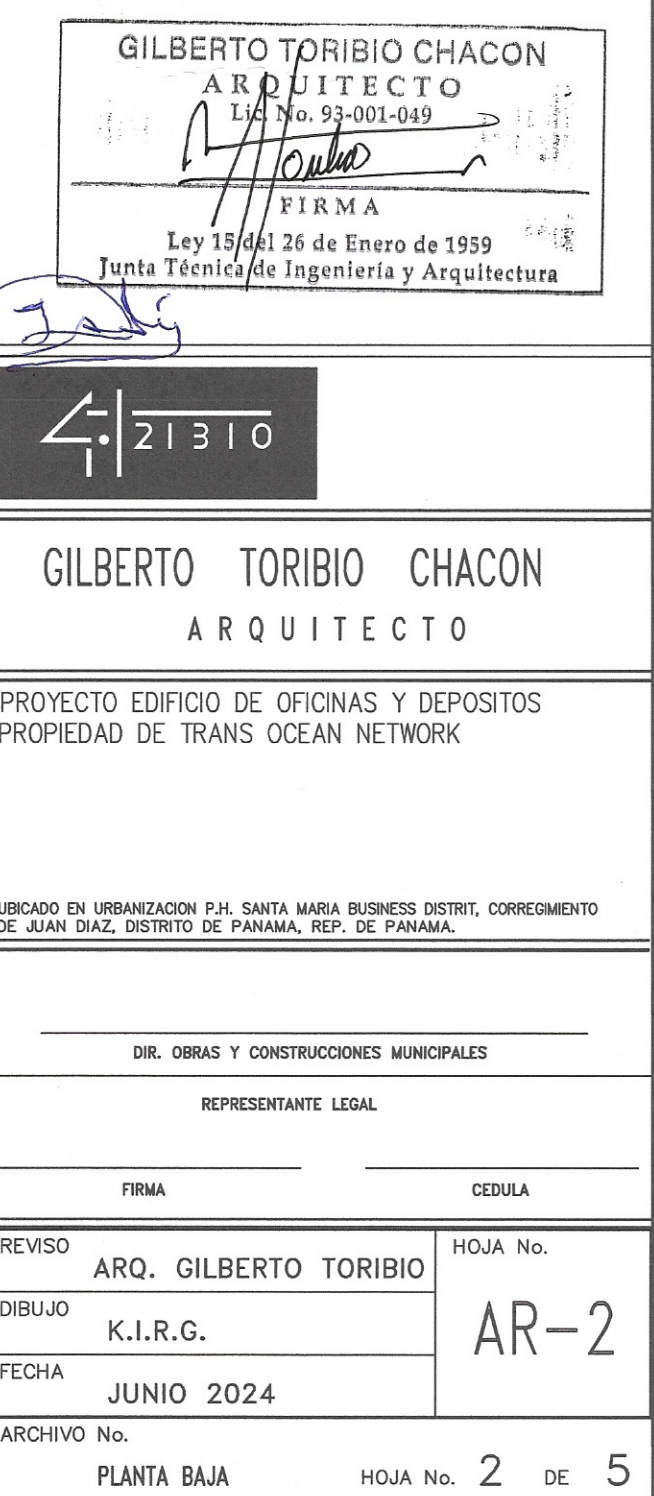 GILBERTO TORIBIO CHACON
ARQUITECTO
Lic. No. 93-001-049
FIRMA
Ley 15 del 26 de Enero de 1959
Junta Técnica de Ingeniería y Arquitectura
21310
GILBERTO TORIBIO CHACON
ARQUITECTO
PROYECTO EDIFICIO DE OFICINAS Y DEPOSITOS
PROPIEDAD DE TRANS OCEAN NETWORK
UBICADO EN URBANIZACION P.H. SANTA MARIA BUSINESS DISTRIT, CORREGIMIENTO
DE JUAN DIAZ, DISTRITO DE PANAMA, REP. DE PANAMA.
DIR. OBRAS Y CONSTRUCCIONES MUNICIPALES
REPRESENTANTE LEGAL
FIRMA CEDULA
REVISO ARQ. GILBERTO TORIBIO
DIBUJO K.I.R.G.
FECHA JUNIO 2024
HOJA No.
AR-2
ARCHIVO No.
PLANTA BAJA HOJA No. 2 DE 5